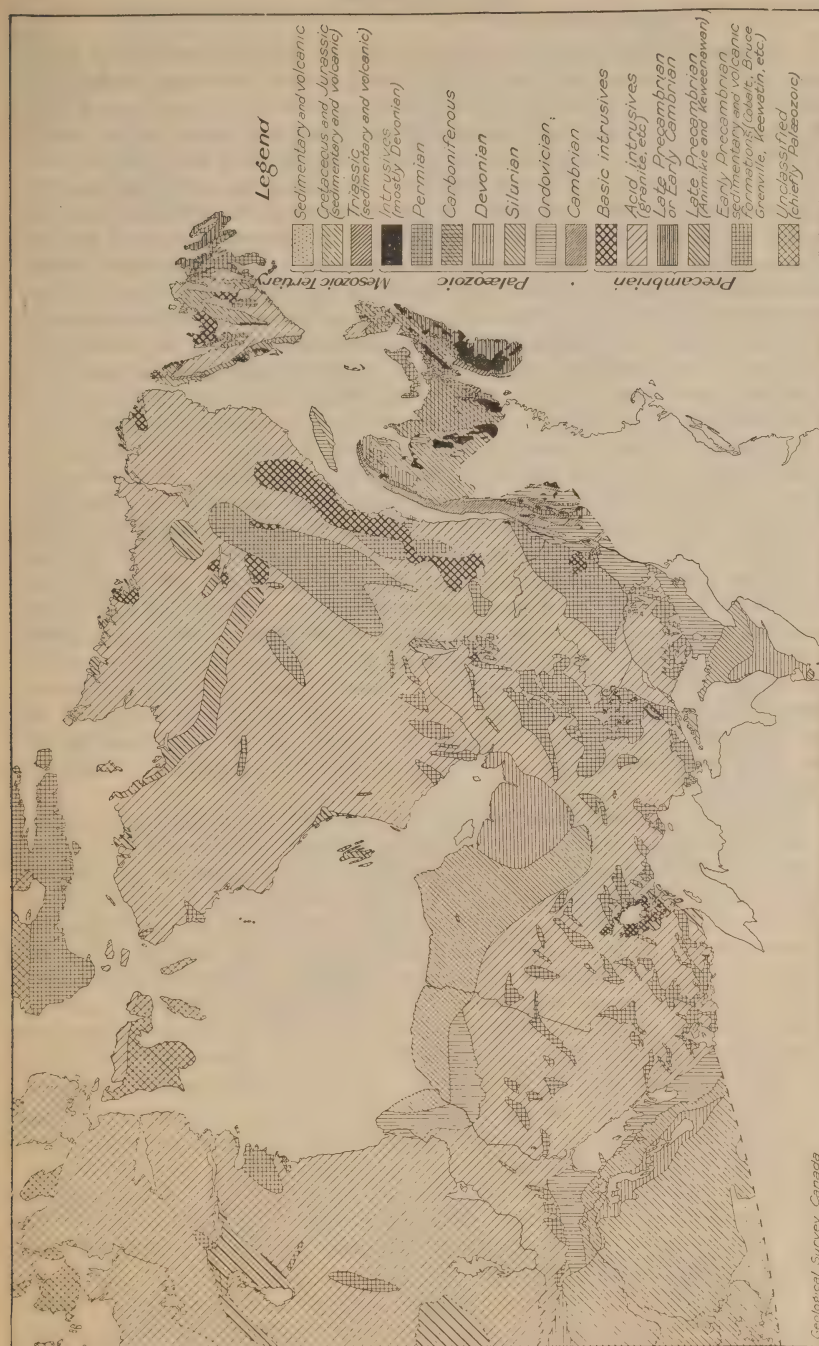 Legend
Tertiary
Sedimentary and volcanic
Mesozoic
Cretaceous and Jurassic
(sedimentary and volcanic)
Triassic
(sedimentary and volcanic)
Palæozoic
Intrusives
(mostly Devonian)
Permian
Carboniferous
Devonian
Silurian
Ordovician
Cambrian
Precambrian
Basic intrusives
Acid intrusives
(granite, etc)
Late Precambrian
or Early Cambrian
Late Precambrian
(Animikie and Keweenawan)
Early Precambrian
sedimentary and volcanic
formations (Cobalt, Bruce
Grenville, Keewatin, etc.)
Unclassified
(chiefly Palæozoic)
Geological Survey, Canada